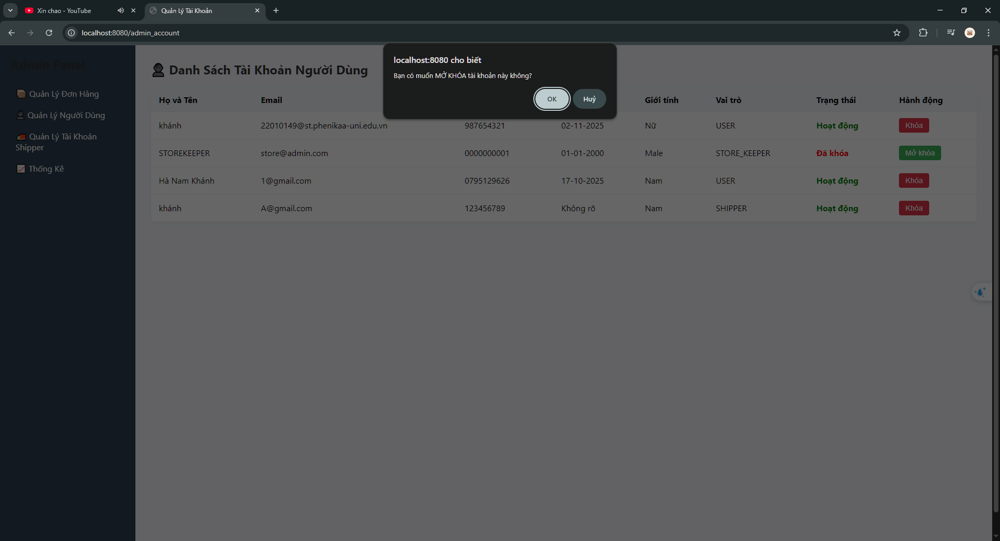 Xin chao - YouTube
Quản Lý Tài Khoản
localhost:8080/admin_account
localhost:8080 cho biết
Bạn có muốn MỞ KHÓA tài khoản này không?
OK
Huỷ
Admin Panel
Quản Lý Đơn Hàng
Quản Lý Người Dùng
Quản Lý Tài Khoản
Shipper
Thống Kê
Danh Sách Tài Khoản Người Dùng
Họ và Tên Email Giới tính Vai trò Trạng thái Hành động
khánh 22010149@st.phenikaa-uni.edu.vn 987654321 02-11-2025 Nữ USER Hoạt động Khóa
STOREKEEPER store@admin.com 0000000001 01-01-2000 Male STORE_KEEPER Đã khóa Mở khóa
Hà Nam Khánh 1@gmail.com 0795129626 17-10-2025 Nam USER Hoạt động Khóa
khánh A@gmail.com 123456789 Không rõ Nam SHIPPER Hoạt động Khóa